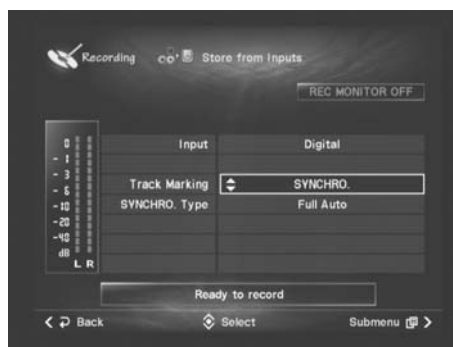 Recording Store from Inputs
REC MONITOR OFF
0
- 1
- 3
- 6
-10
-20
-40
dB
L R
Input Digital
Track Marking SYNCHRO.
SYNCHRO. Type Full Auto
Ready to record
Back Select Submenu